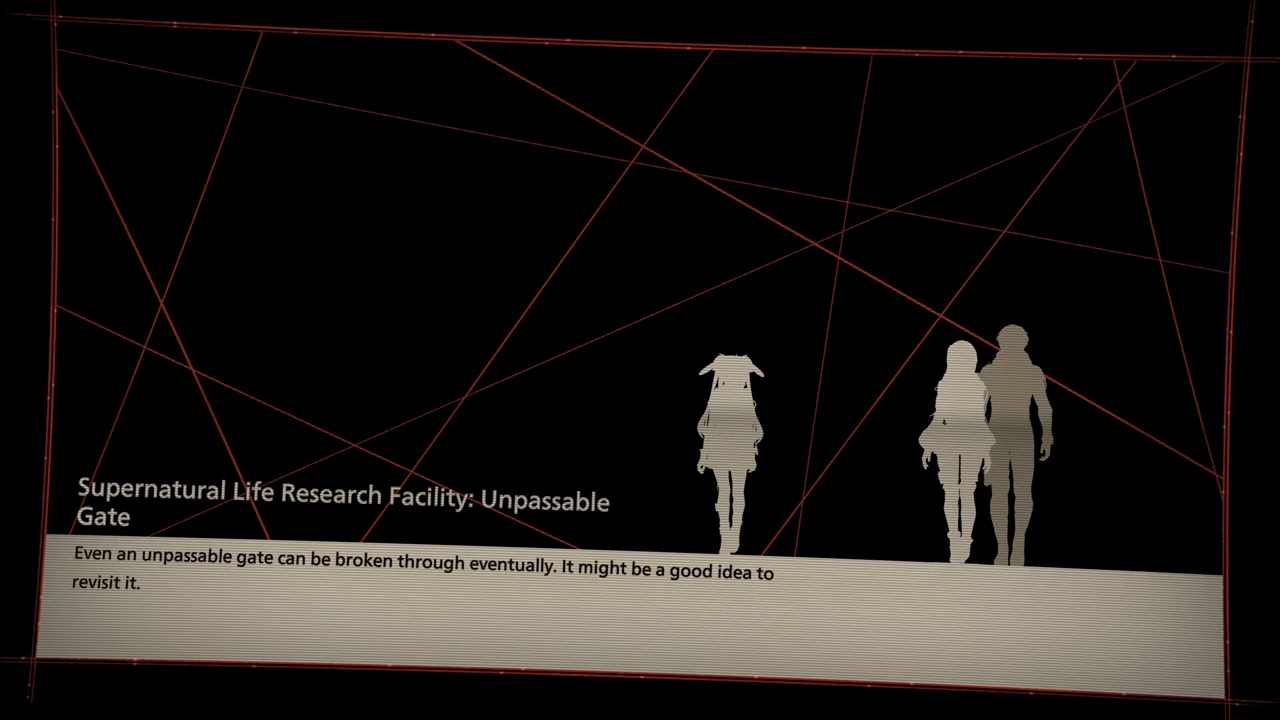 Supernatural Life Research Facility: Unpassable
Gate
Even an unpassable gate can be broken through eventually. It might be a good idea to
revisit it.